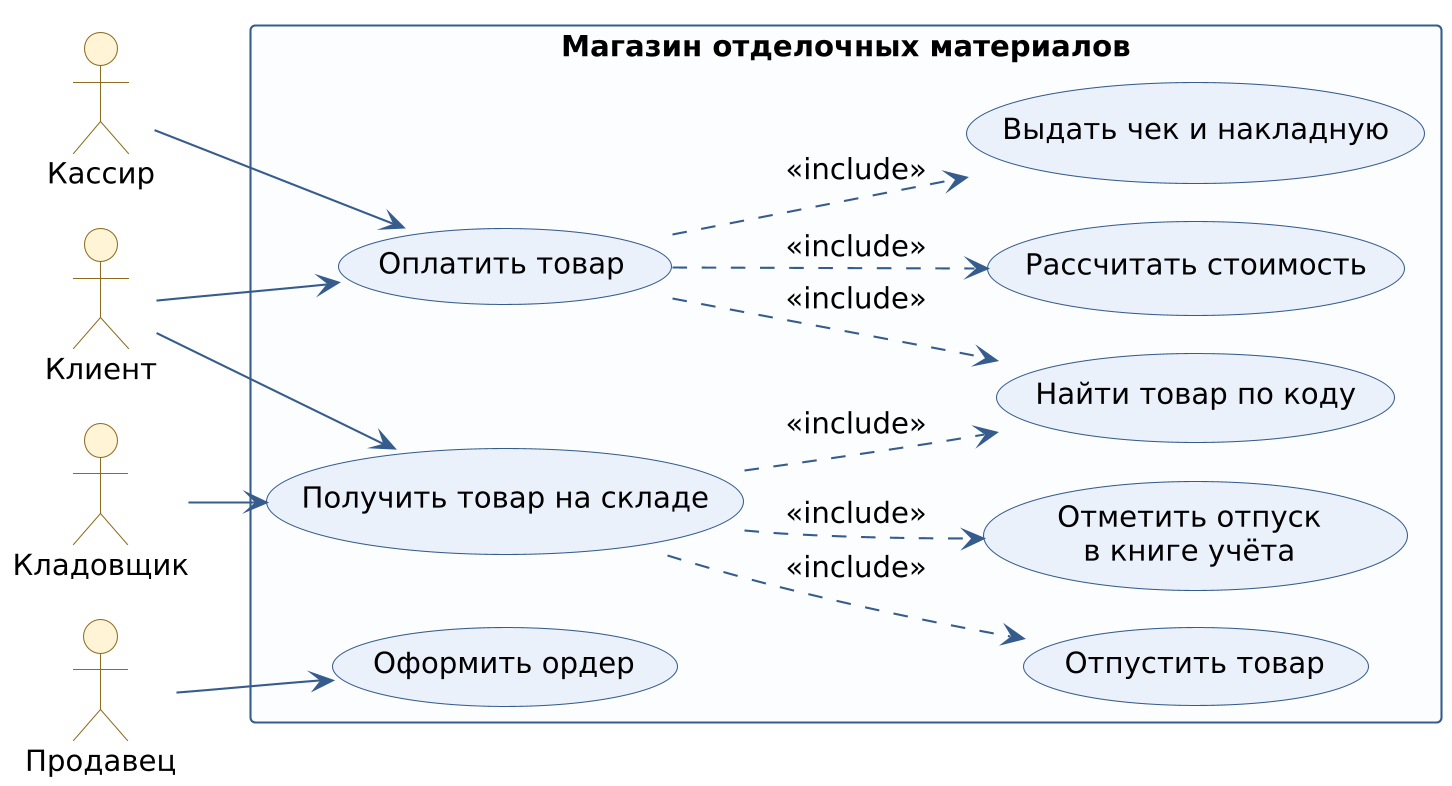 Магазин отделочных материалов
Кассир
Клиент
Кладовщик
Продавец
Оплатить товар
Получить товар на складе
Оформить ордер
«include»
«include»
«include»
«include»
«include»
«include»
Выдать чек и накладную
Рассчитать стоимость
Найти товар по коду
Отметить отпуск
в книге учёта
Отпустить товар